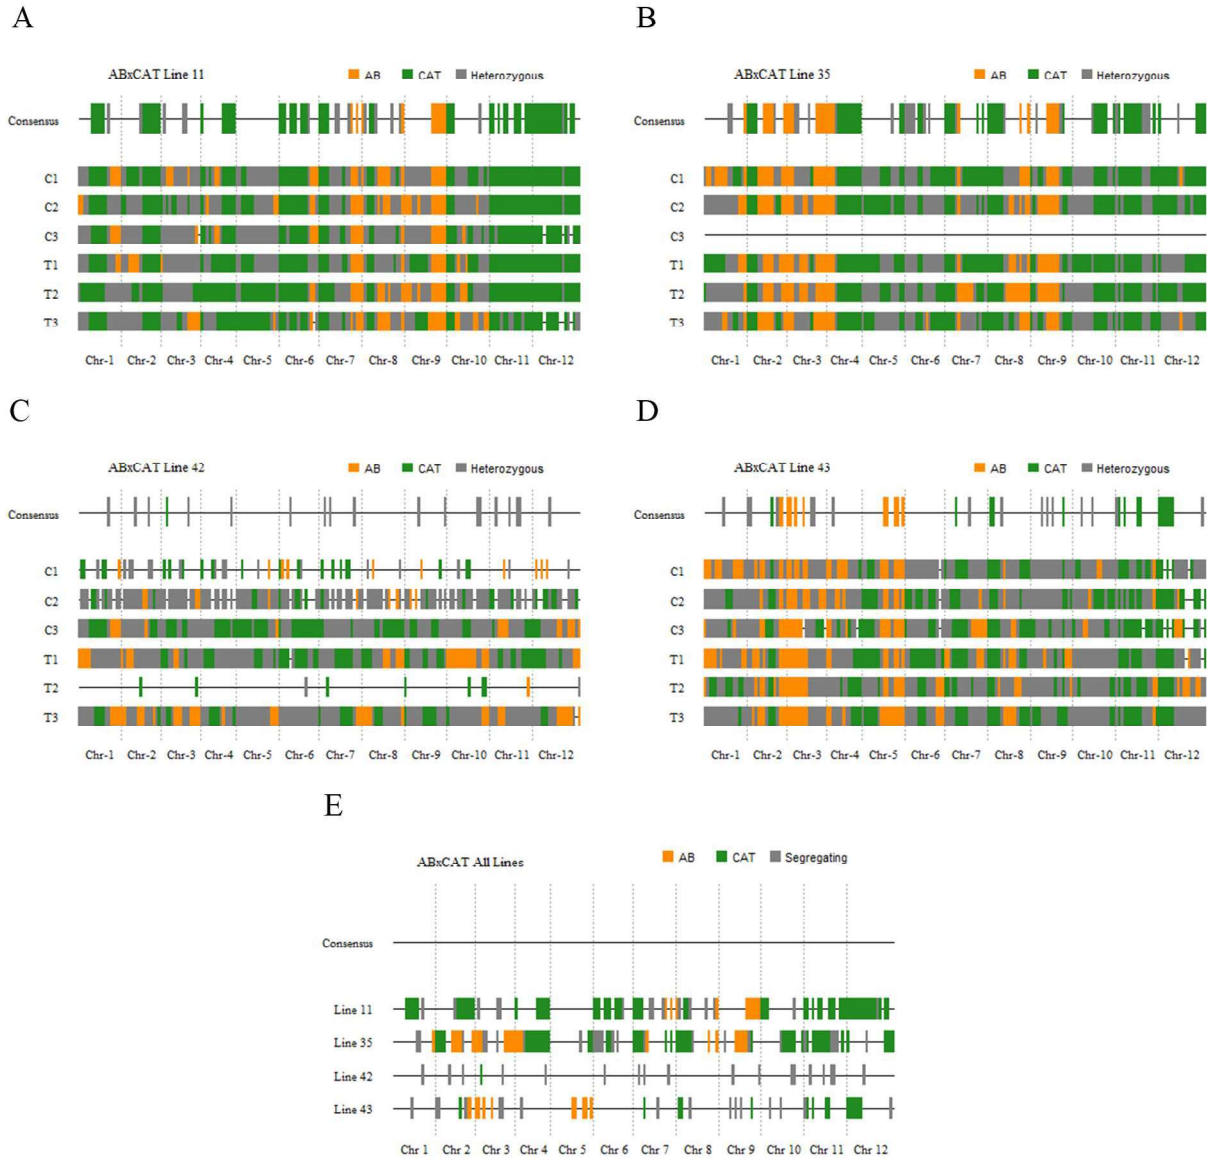 A
ABxCAT Line 11
AB CAT Heterozygous
Consensus
C1
C2
C3
T1
T2
T3
Chr-1 Chr-2 Chr-3 Chr-4 Chr-5 Chr-6 Chr-7 Chr-8 Chr-9 Chr-10 Chr-11 Chr-12
B
ABxCAT Line 35
AB CAT Heterozygous
Consensus
C1
C2
C3
T1
T2
T3
Chr-1 Chr-2 Chr-3 Chr-4 Chr-5 Chr-6 Chr-7 Chr-8 Chr-9 Chr-10 Chr-11 Chr-12
C
ABxCAT Line 42
AB CAT Heterozygous
Consensus
C1
C2
C3
T1
T2
T3
Chr-1 Chr-2 Chr-3 Chr-4 Chr-5 Chr-6 Chr-7 Chr-8 Chr-9 Chr-10 Chr-11 Chr-12
D
ABxCAT Line 43
AB CAT Heterozygous
Consensus
C1
C2
C3
T1
T2
T3
Chr-1 Chr-2 Chr-3 Chr-4 Chr-5 Chr-6 Chr-7 Chr-8 Chr-9 Chr-10 Chr-11 Chr-12
E
ABxCAT All Lines
AB CAT Segregating
Consensus
Line 11
Line 35
Line 42
Line 43
Chr 1 Chr 2 Chr 3 Chr 4 Chr 5 Chr 6 Chr 7 Chr 8 Chr 9 Chr 10 Chr 11 Chr 12